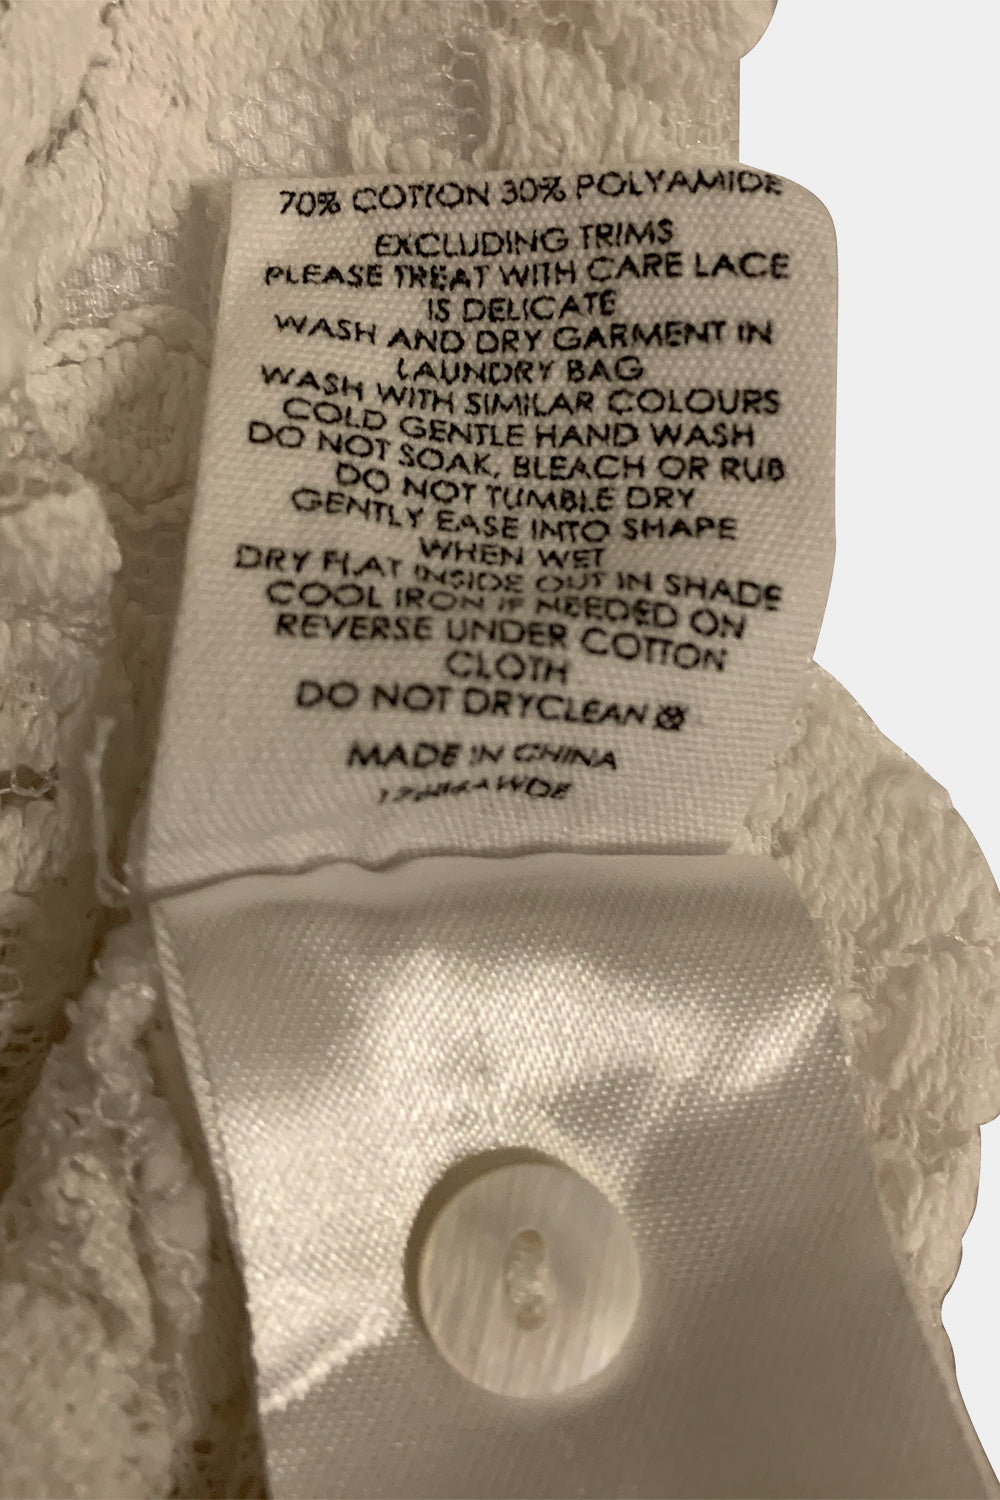 70% COTTON 30% POLYAMIDE
EXCLUDING TRIMS
PLEASE TREAT WITH CARE LACE
IS DELICATE
WASH AND DRY GARMENT IN
LAUNDRY BAG
WASH WITH SIMILAR COLOURS
COLD GENTLE HAND WASH
DO NOT SOAK, BLEACH OR RUB
DO NOT TUMBLE DRY
GENTLY EASE INTO SHAPE
WHEN WET
DRY FLAT INSIDE OUT IN SHADE
COOL IRON IF NEEDED ON
REVERSE UNDER COTTON
CLOTH
DO NOT DRYCLEAN
MADE IN CHINA